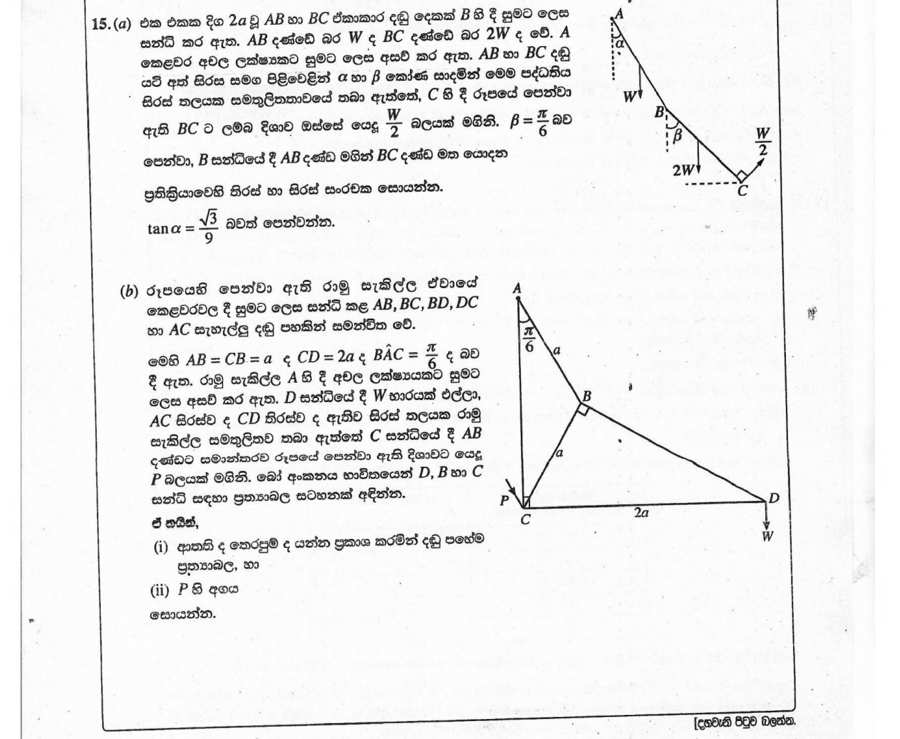 15.(a) එක එකක දිග 2a වූ AB හා BC ඒකාකාර දඬු දෙකක් B හි දී සුමට ලෙස
සන්ධි කර ඇත. AB දණ්ඩේ බර W ද BC දණ්ඩේ බර 2W ද වේ. A
කෙළවර අචල ලක්ෂ්‍යකට සුමට ලෙස අසව් කර ඇත. AB හා BC දඬු
යටි අත් සිරස සමග පිළිවෙළින් α හා β කෝණ සාදමින් මෙම පද්ධතිය
සිරස් තලයක සමතුලිතතාවයේ තබා ඇත්තේ, C හි දී රූපයේ පෙන්වා
ඇති BC ට ලම්බ දිශාව ඔස්සේ යෙදූ W/2 බලයක් මගිනි. β = π/6 බව
පෙන්වා, B සන්ධියේ දී AB දණ්ඩ මගින් BC දණ්ඩ මත යොදන
ප්‍රතික්‍රියාවෙහි තිරස් හා සිරස් සංරචක සොයන්න.
tan α = √3/9 බවත් පෙන්වන්න.
A
α
W
B
β
2W
W/2
C
(b) රූපයෙහි පෙන්වා ඇති රාමු සැකිල්ල ඒවායේ
කෙළවරවල දී සුමට ලෙස සන්ධි කළ AB, BC, BD, DC
හා AC සැහැල්ලු දඬු පහකින් සමන්විත වේ.
මෙහි AB = CB = a ද CD = 2a ද BÂC = π/6 ද බව
දී ඇත. රාමු සැකිල්ල A හි දී අචල ලක්ෂ්‍යයකට සුමට
ලෙස අසව් කර ඇත. D සන්ධියේ දී W භාරයක් එල්ලා,
AC සිරස්ව ද CD තිරස්ව ද ඇතිව සිරස් තලයක රාමු
සැකිල්ල සමතුලිතව තබා ඇත්තේ C සන්ධියේ දී AB
දණ්ඩට සමාන්තරව රූපයේ පෙන්වා ඇති දිශාවට යෙදූ
P බලයක් මගිනි. බෝ අංකනය භාවිතයෙන් D, B හා C
සන්ධි සඳහා ප්‍රත්‍යාබල සටහනක් අඳින්න.
ඒ නයින්,
(i) ආතති ද තෙරපුම් ද යන්න ප්‍රකාශ කරමින් දඬු පහේම
ප්‍රත්‍යාබල, හා
(ii) P හි අගය
සොයන්න.
A
π/6
a
B
a
P
C
2a
D
W
[දහවැනි පිටුව බලන්න.